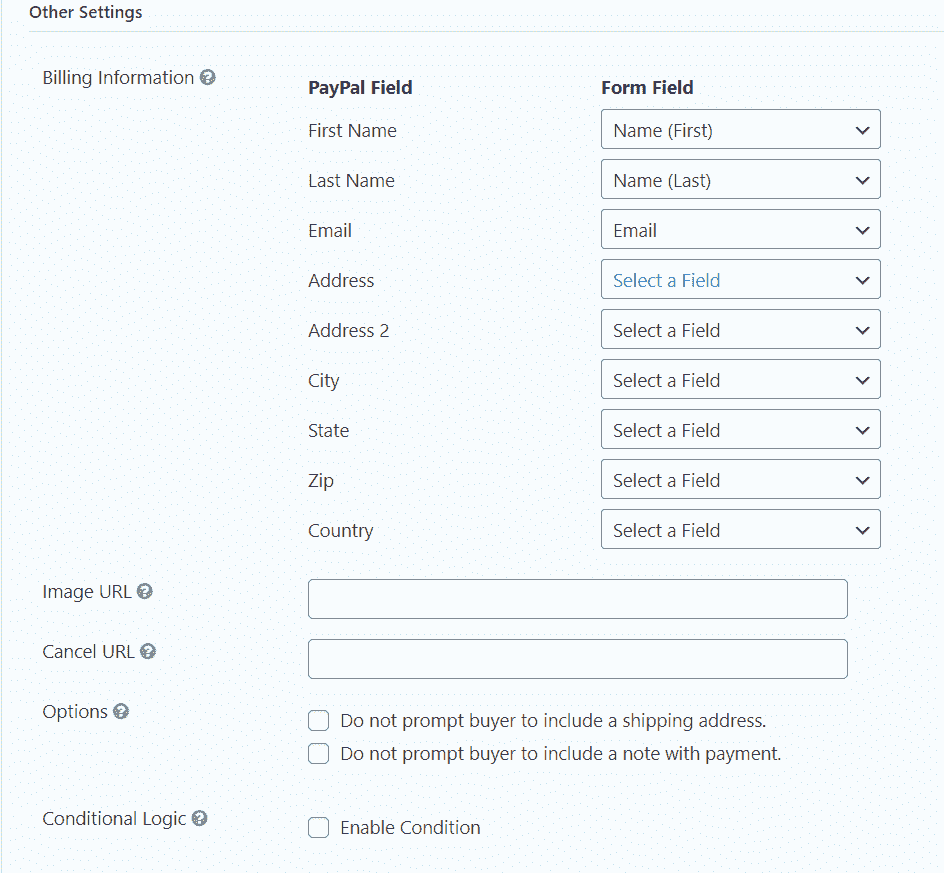 Other Settings
Billing Information
PayPal Field Form Field
First Name Name (First)
Last Name Name (Last)
Email Email
Address Select a Field
Address 2 Select a Field
City Select a Field
State Select a Field
Zip Select a Field
Country Select a Field
Image URL
Cancel URL
Options
Do not prompt buyer to include a shipping address.
Do not prompt buyer to include a note with payment.
Conditional Logic
Enable Condition